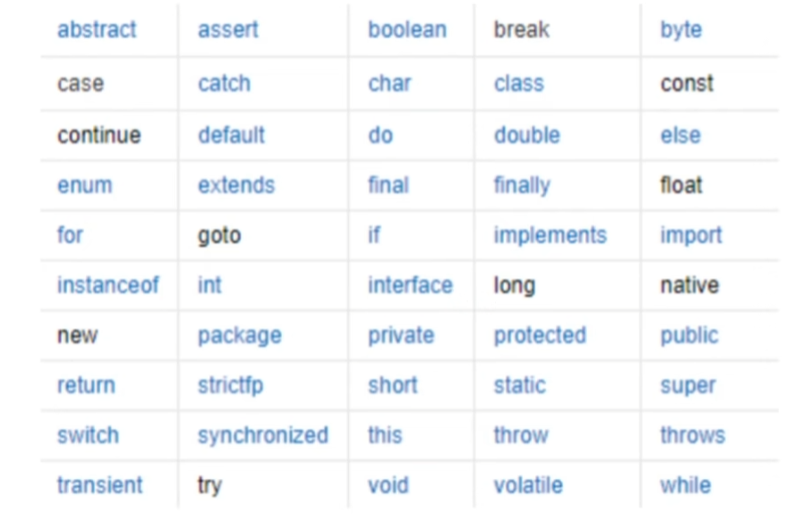 abstract assert boolean break byte
case catch char class const
continue default do double else
enum extends final finally float
for goto if implements import
instanceof int interface long native
new package private protected public
return strictfp short static super
switch synchronized this throw throws
transient try void volatile while